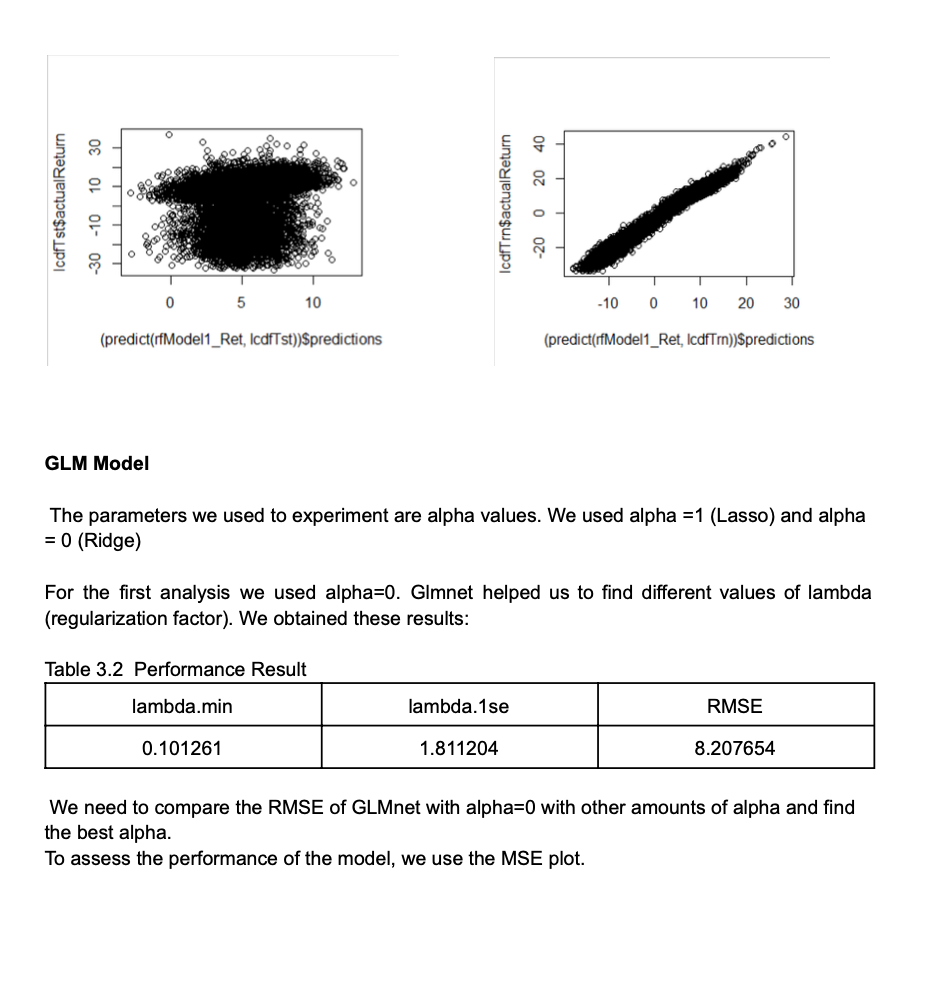 lcdfTst$actualReturn
30
10
-10
-30
0 5 10
(predict(rfModel1_Ret, lcdfTst))$predictions
lcdfTrn$actualReturn
40
20
0
-20
-10 0 10 20 30
(predict(rfModel1_Ret, lcdfTrn))$predictions
GLM Model
The parameters we used to experiment are alpha values. We used alpha =1 (Lasso) and alpha
= 0 (Ridge)
For the first analysis we used alpha=0. Glmnet helped us to find different values of lambda
(regularization factor). We obtained these results:
Table 3.2 Performance Result
lambda.min lambda.1se RMSE
0.101261 1.811204 8.207654
We need to compare the RMSE of GLMnet with alpha=0 with other amounts of alpha and find
the best alpha.
To assess the performance of the model, we use the MSE plot.